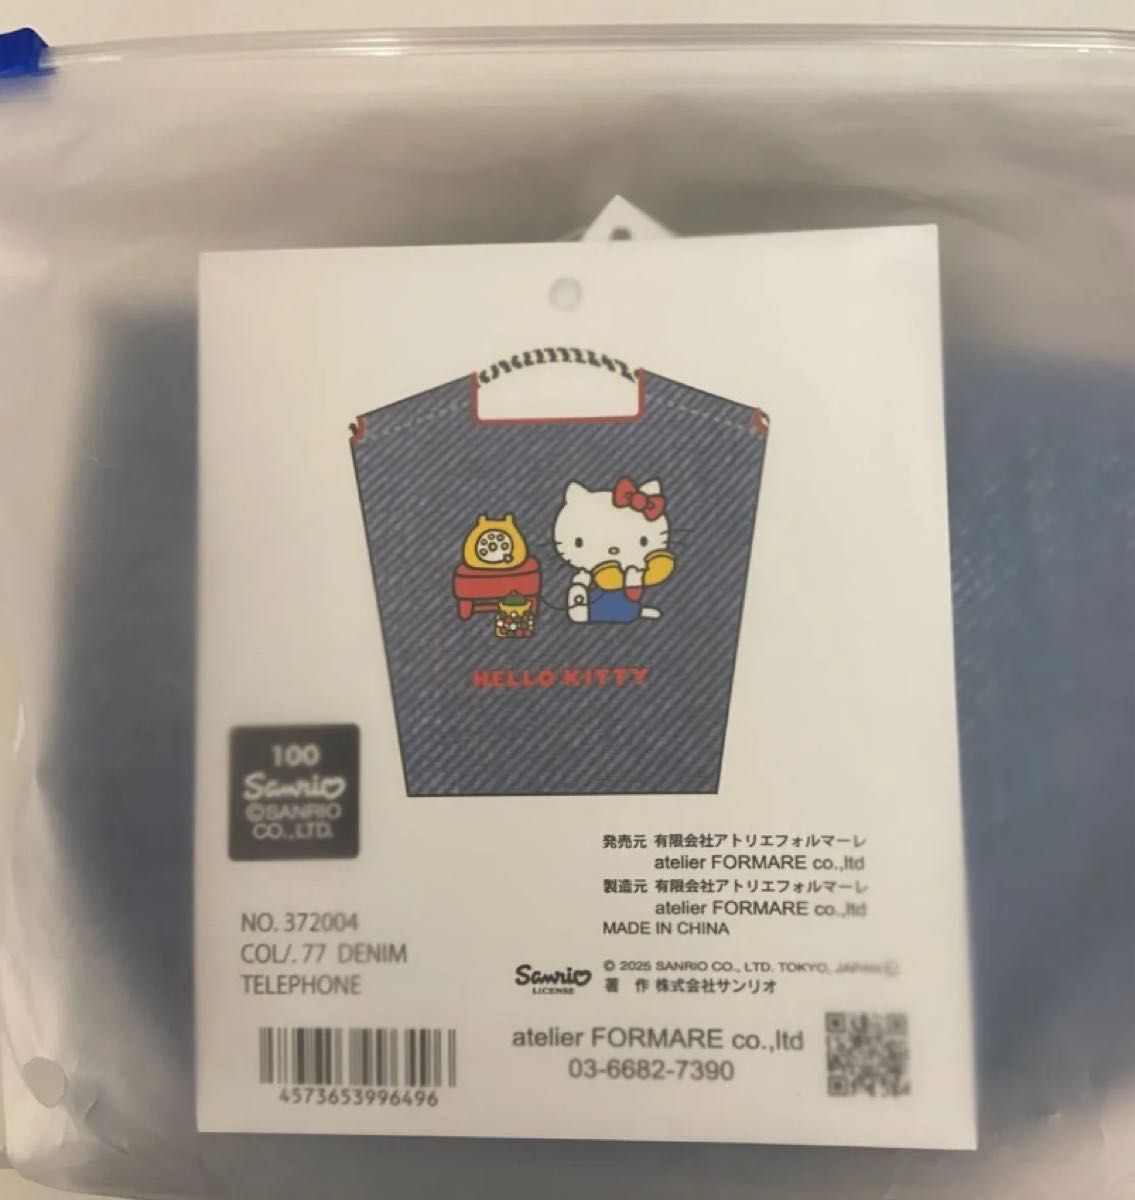 HELLO KITTY
100
Sanrio
©SANRIO
CO.,LTD.
発売元 有限会社アトリエフォルマーレ
atelier FORMARE co.,ltd
製造元 有限会社アトリエフォルマーレ
atelier FORMARE co.,ltd
MADE IN CHINA
NO. 372004
COL/. 77 DENIM
TELEPHONE
Sanrio
LICENSE
© 2025 SANRIO CO., LTD. TOKYO, JAPAN Ⓛ
著 作 株式会社サンリオ
atelier FORMARE co.,ltd
03-6682-7390
4573653996496